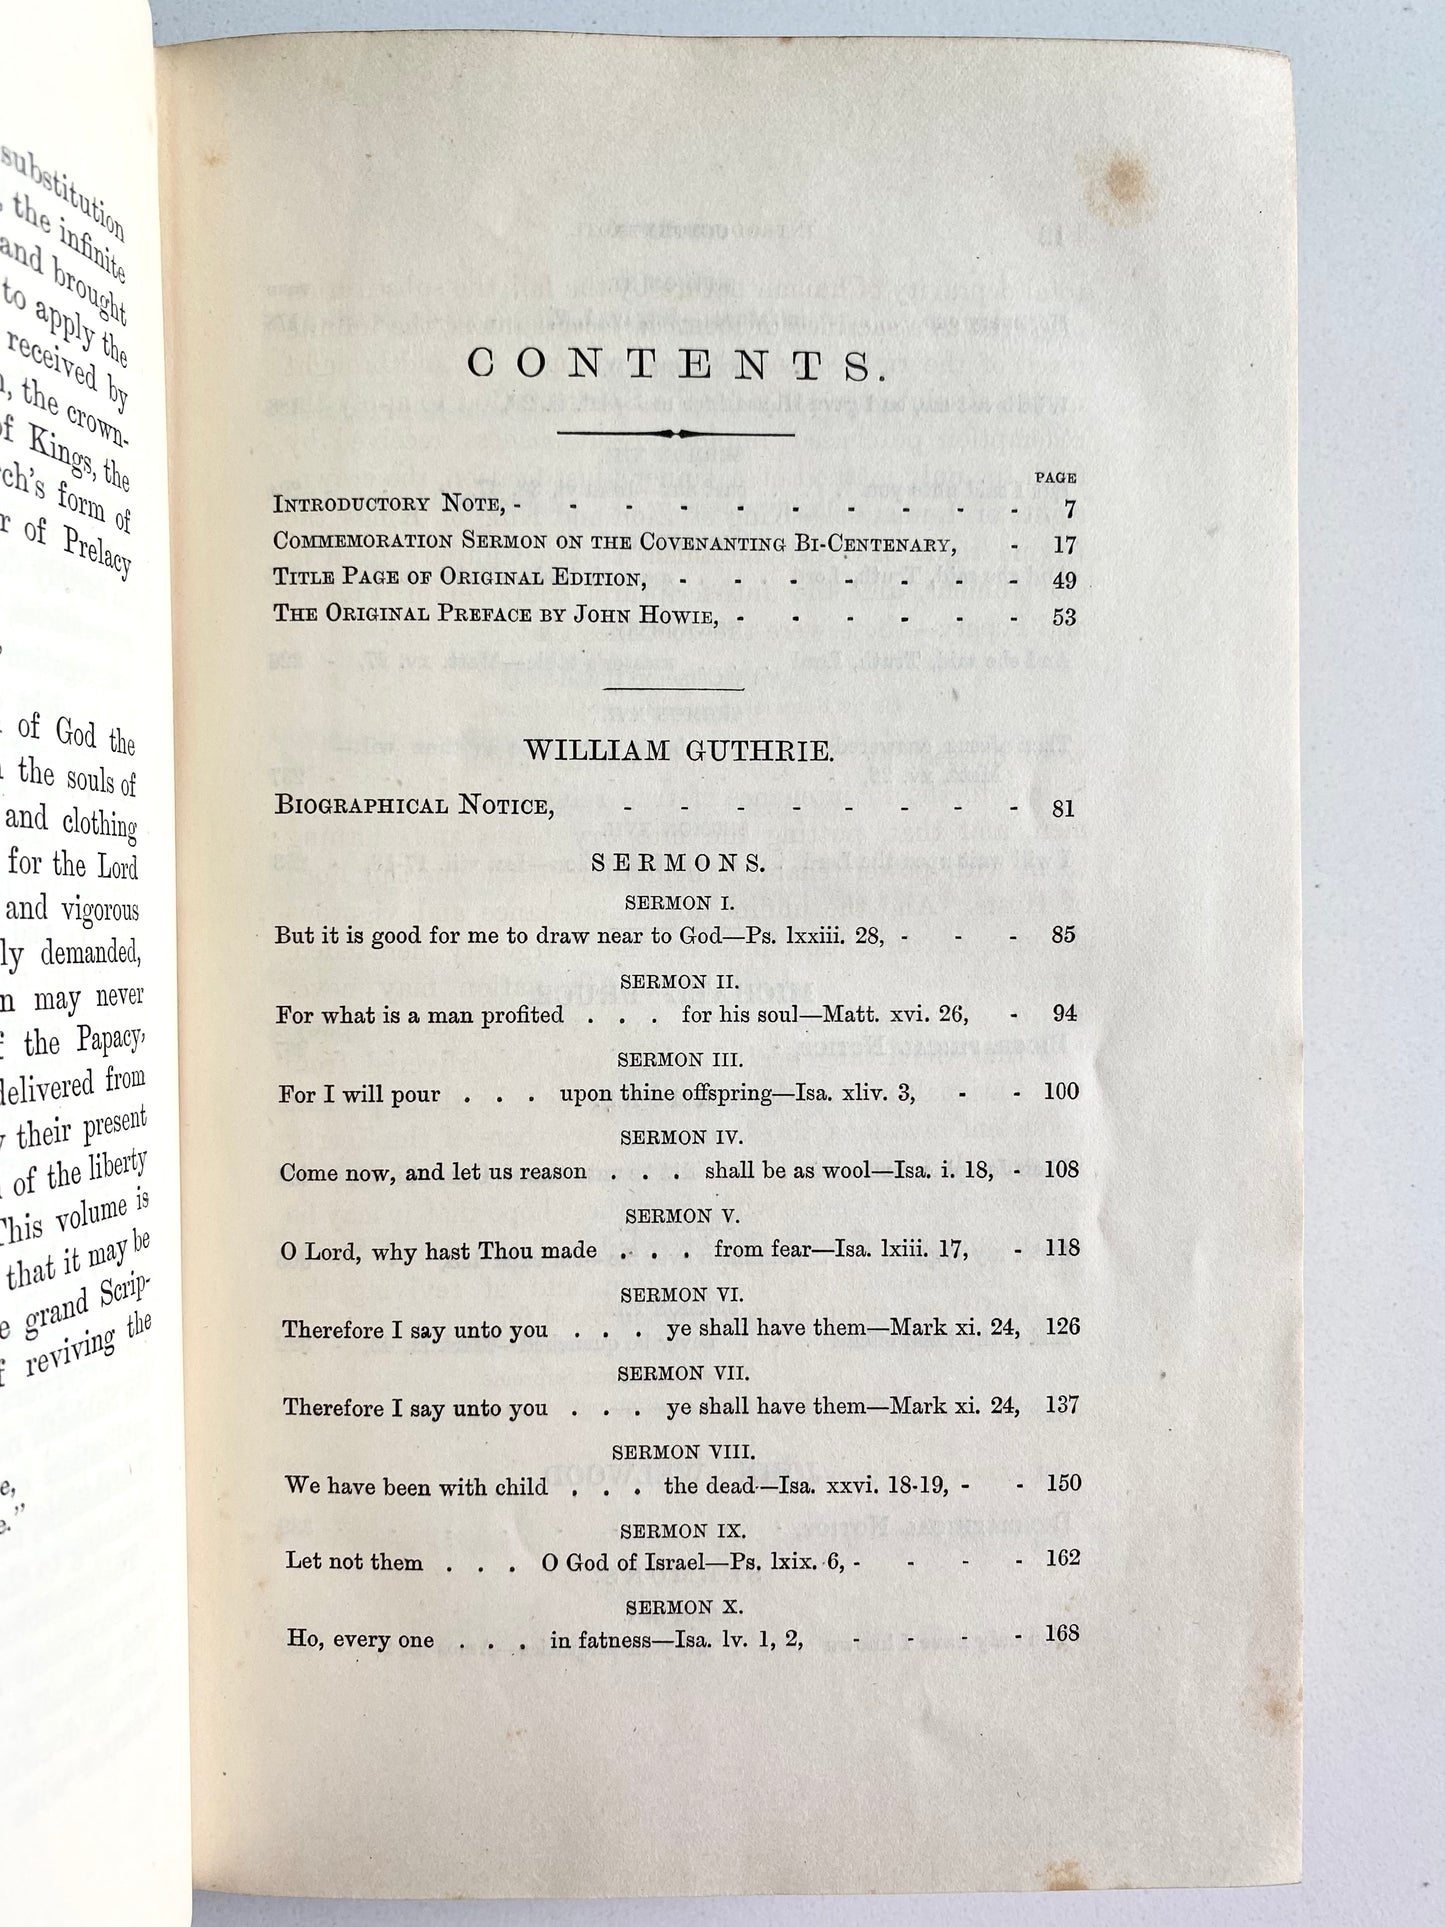 substitution
the infinite
and brought
to apply the
received by
the crown-
of Kings, the
form of
of Prelacy
of God the
the souls of
and clothing
for the Lord
and vigorous
demanded,
may never
the Papacy,
delivered from
their present
of the liberty
This volume is
that it may be
grand Scrip-
reviving the
CONTENTS.
PAGE
INTRODUCTORY NOTE, - - - - - - - - - - 7
COMMEMORATION SERMON ON THE COVENANTING BI-CENTENARY, - 17
TITLE PAGE OF ORIGINAL EDITION, - - - - - - - 49
THE ORIGINAL PREFACE BY JOHN HOWIE, - - - - - - 53
WILLIAM GUTHRIE.
BIOGRAPHICAL NOTICE, - - - - - - - - 81
SERMONS.
SERMON I.
But it is good for me to draw near to God—Ps. lxxiii. 28, - - - 85
SERMON II.
For what is a man profited . . . for his soul—Matt. xvi. 26, - 94
SERMON III.
For I will pour . . . upon thine offspring—Isa. xliv. 3, - - 100
SERMON IV.
Come now, and let us reason . . . shall be as wool—Isa. i. 18, - 108
SERMON V.
O Lord, why hast Thou made . . . from fear—Isa. lxiii. 17, - 118
SERMON VI.
Therefore I say unto you . . . ye shall have them—Mark xi. 24, 126
SERMON VII.
Therefore I say unto you . . . ye shall have them—Mark xi. 24, 137
SERMON VIII.
We have been with child . . . the dead—Isa. xxvi. 18-19, - - 150
SERMON IX.
Let not them . . . O God of Israel—Ps. lxix. 6, - - - - 162
SERMON X.
Ho, every one . . . in fatness—Isa. lv. 1, 2, - - - - 168